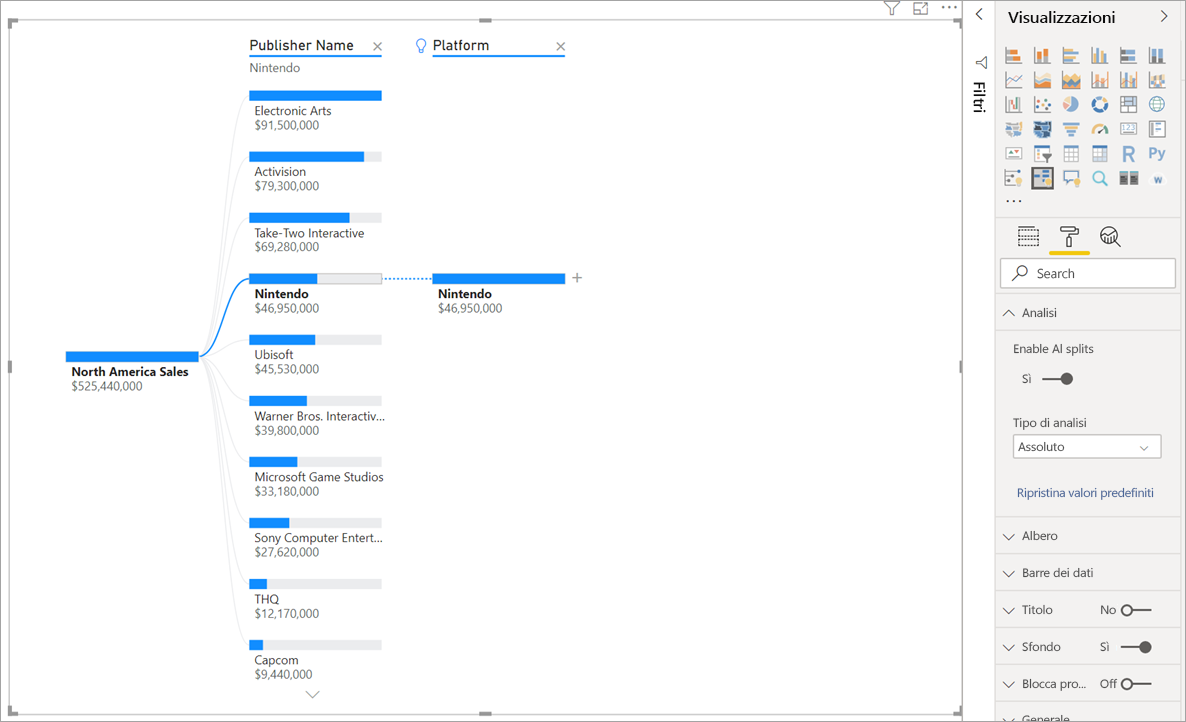 Publisher Name
Nintendo
Platform
Electronic Arts
$91,500,000
Activision
$79,300,000
Take-Two Interactive
$69,280,000
Nintendo
$46,950,000
Nintendo
$46,950,000
Ubisoft
$45,530,000
North America Sales
$525,440,000
Warner Bros. Interactiv...
$39,800,000
Microsoft Game Studios
$33,180,000
Sony Computer Entert...
$27,620,000
THQ
$12,170,000
Capcom
$9,440,000
Filtri
Visualizzazioni
123
R
Py
W
...
Search
Analisi
Enable AI splits
Sì
Tipo di analisi
Assoluto
Ripristina valori predefiniti
Albero
Barre dei dati
Titolo No
Sfondo Sì
Blocca pro... Off
Generale